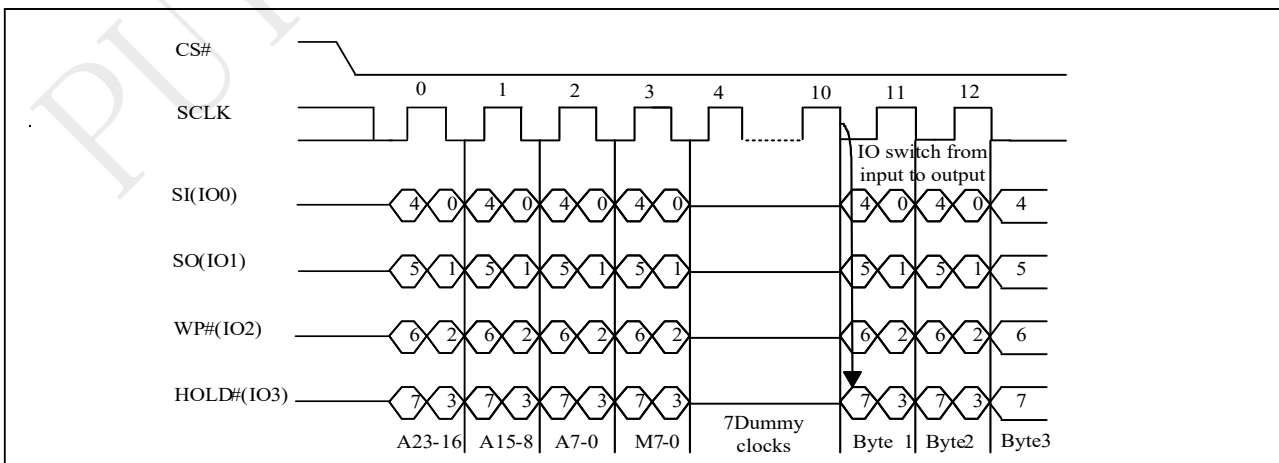 PUY
CS#
0 1 2 3 4 10 11 12
SCLK
IO switch from
input to output
SI(IO0) 4 0 4 0 4 0 4 0 4 0 4 0 4
SO(IO1) 5 1 5 1 5 1 5 1 5 1 5 1 5
WP#(IO2) 6 2 6 2 6 2 6 2 6 2 6 2 6
HOLD#(IO3) 7 3 7 3 7 3 7 3 7 3 7 3 7
A23-16 A15-8 A7-0 M7-0 7Dummy
clocks Byte 1 Byte2 Byte3